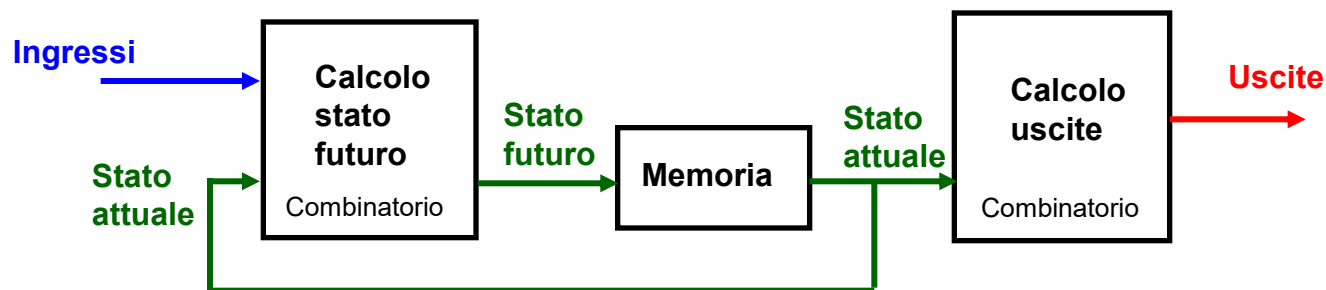 Ingressi
Calcolo
stato
futuro
Combinatorio
Stato
attuale
Stato
futuro
Memoria
Stato
attuale
Calcolo
uscite
Combinatorio
Uscite